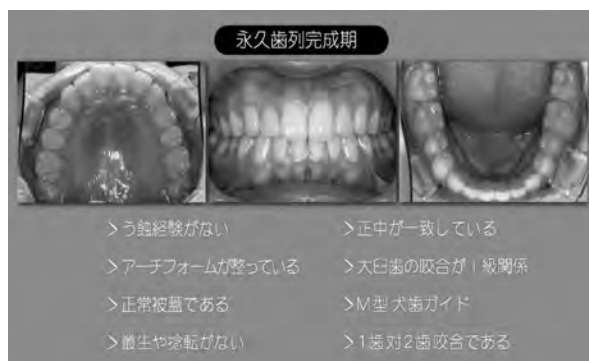 永久歯列完成期
>う蝕経験がない
>アーチフォームが整っている
>正常被蓋である
>叢生や捻転がない
>正中が一致している
>大臼歯の咬合がⅠ級関係
>M型犬歯ガイド
>1歯対2歯咬合である